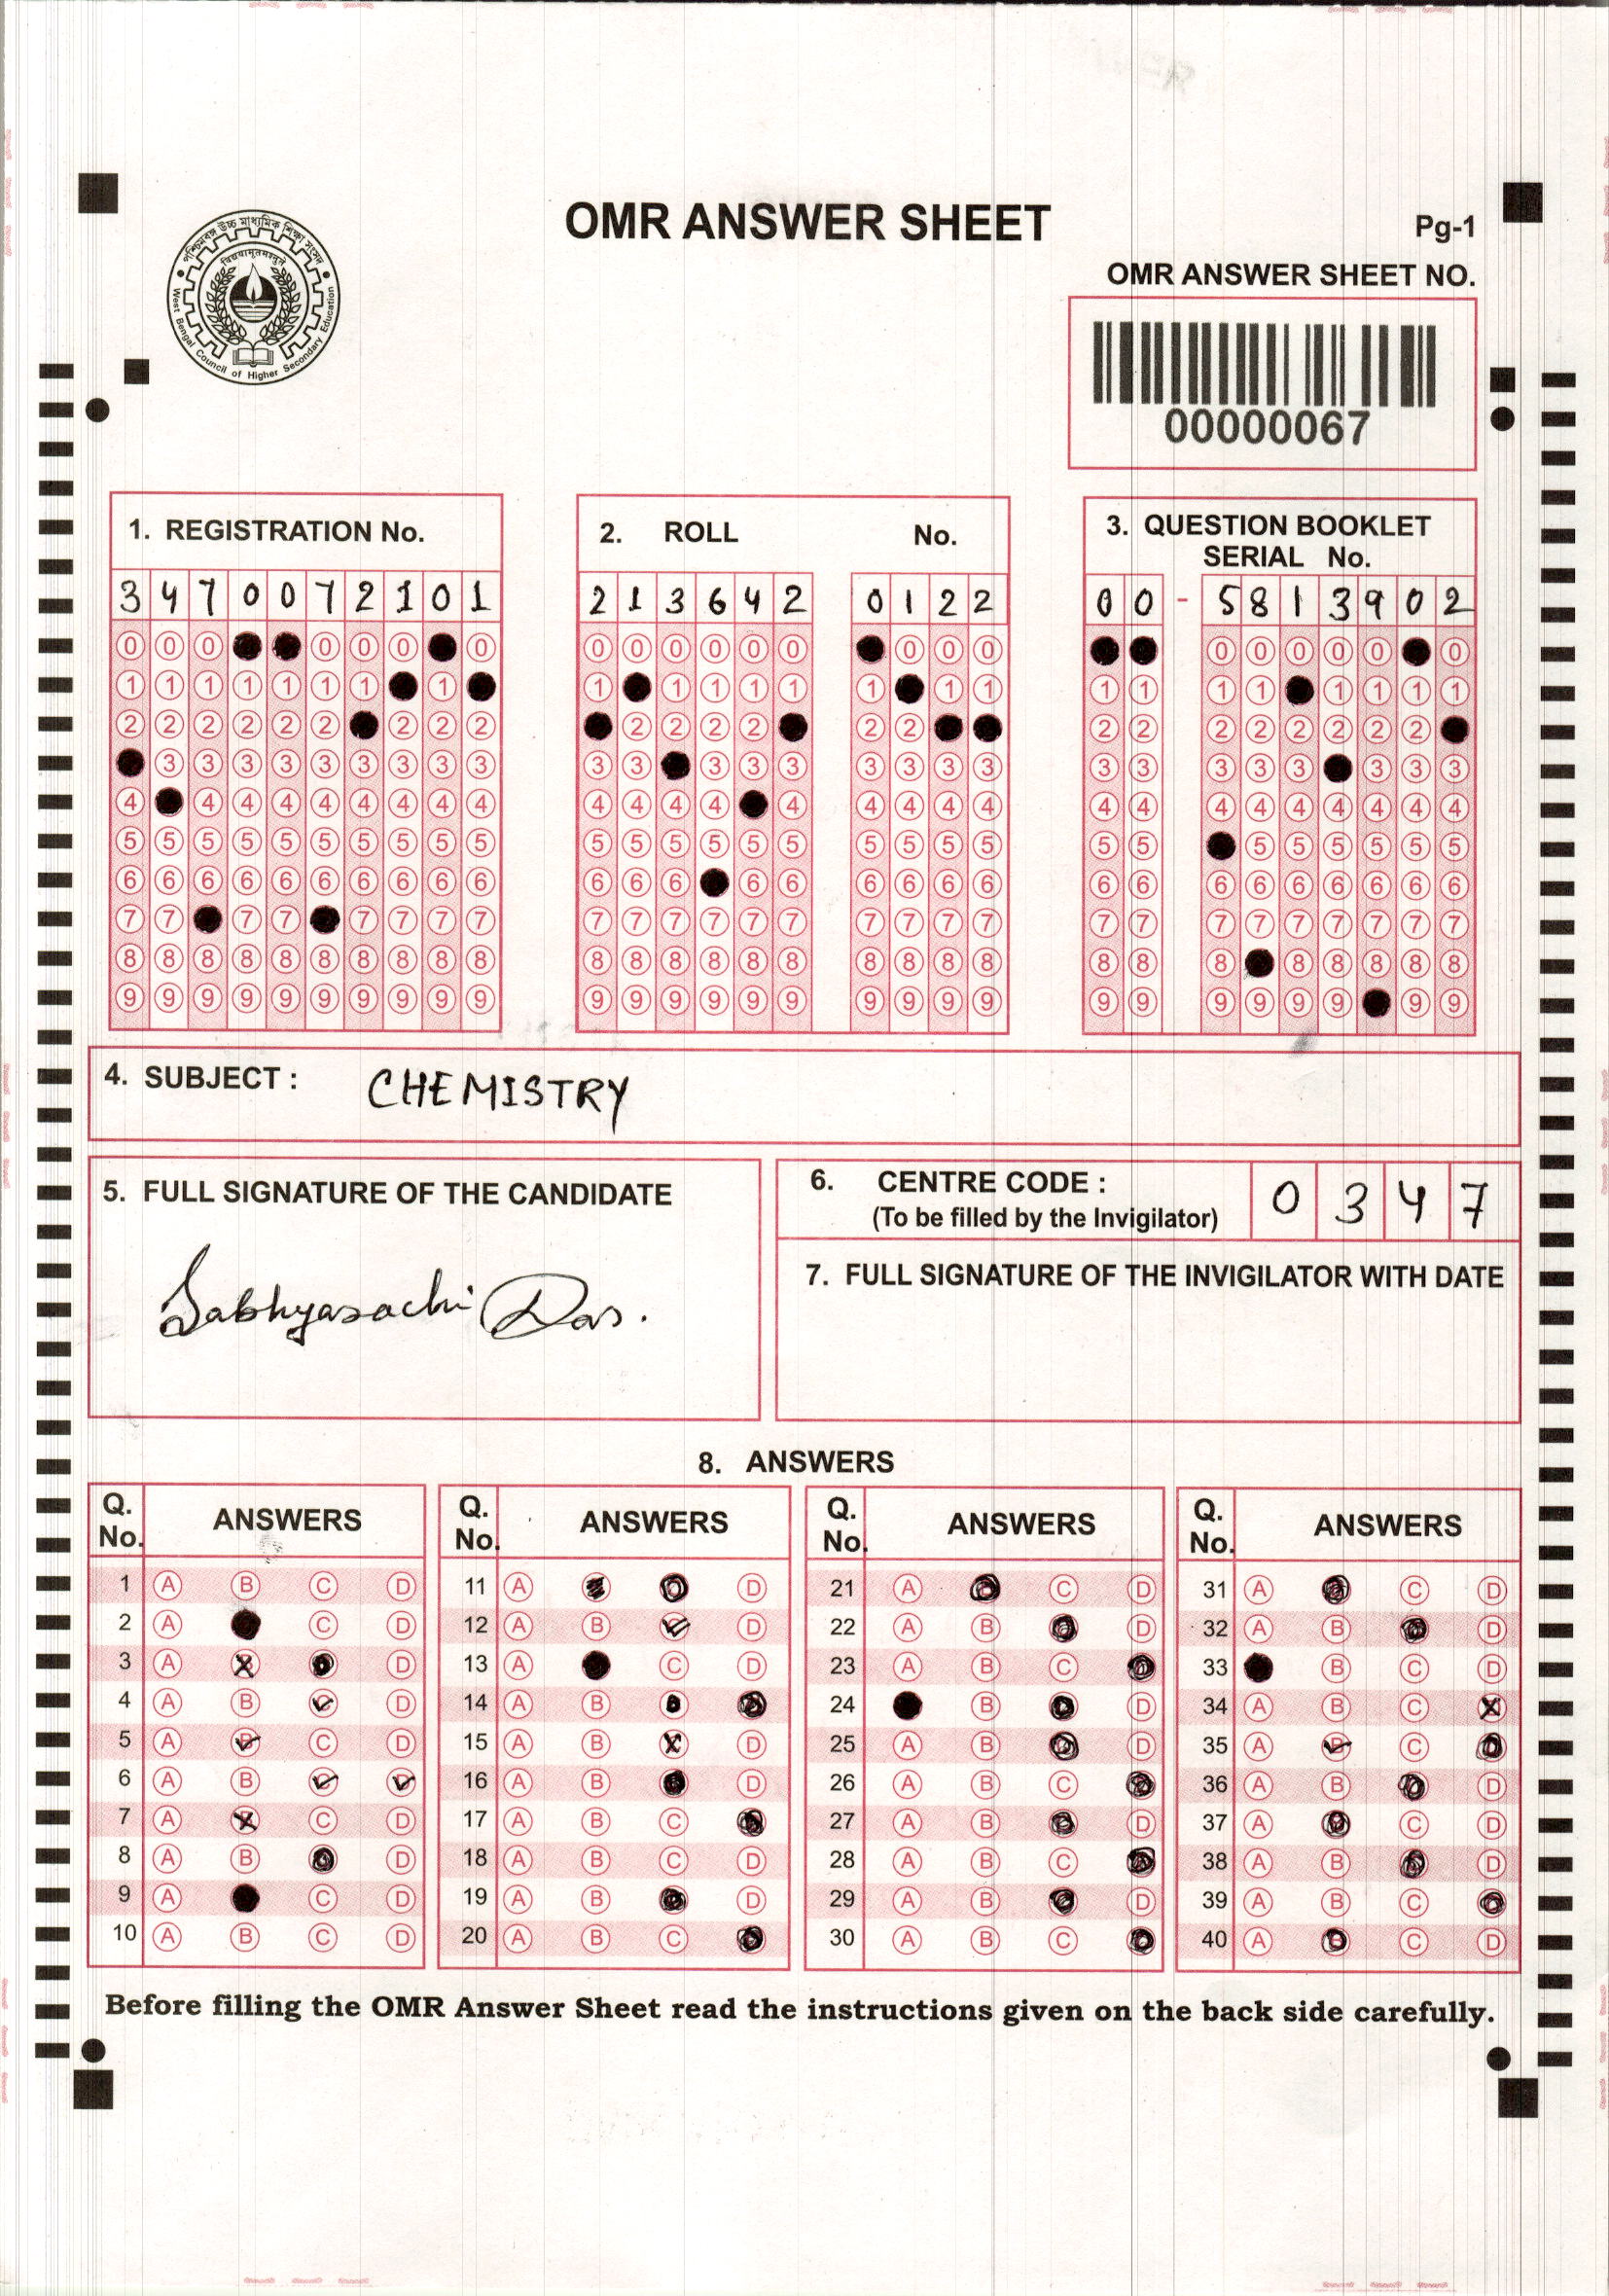 OMR ANSWER SHEET
Pg-1
পশ্চিমবঙ্গ উচ্চ মাধ্যমিক শিক্ষা সংসদ
West Bengal Council of Higher Secondary Education
OMR ANSWER SHEET NO.
00000067
1. REGISTRATION No.
3 4 7 0 0 7 2 1 0 1
2. ROLL No.
2 1 3 6 4 2 0 1 2 2
3. QUESTION BOOKLET
SERIAL No.
0 0 - 5 8 1 3 9 0 2
4. SUBJECT : CHEMISTRY
5. FULL SIGNATURE OF THE CANDIDATE
Sabhyasachi Das.
6. CENTRE CODE : 0 3 4 7
(To be filled by the Invigilator)
7. FULL SIGNATURE OF THE INVIGILATOR WITH DATE
8. ANSWERS
Q. No. ANSWERS Q. No. ANSWERS Q. No. ANSWERS Q. No. ANSWERS
1 A B C D 11 A D 21 A C D 31 A C D
2 A C D 12 A B D 22 A B D 32 A B D
3 A D 13 A C D 23 A B C 33 B C D
4 A B D 14 A B 24 B D 34 A B C
5 A B C D 15 A B D 25 A B D 35 A C
6 A B 16 A B D 26 A B C 36 A B D
7 A C D 17 A B C 27 A B D 37 A C D
8 A B D 18 A B C D 28 A B C 38 A B D
9 A C D 19 A B D 29 A B D 39 A B C
10 A B C D 20 A B C 30 A B C 40 A C D
Before filling the OMR Answer Sheet read the instructions given on the back side carefully.